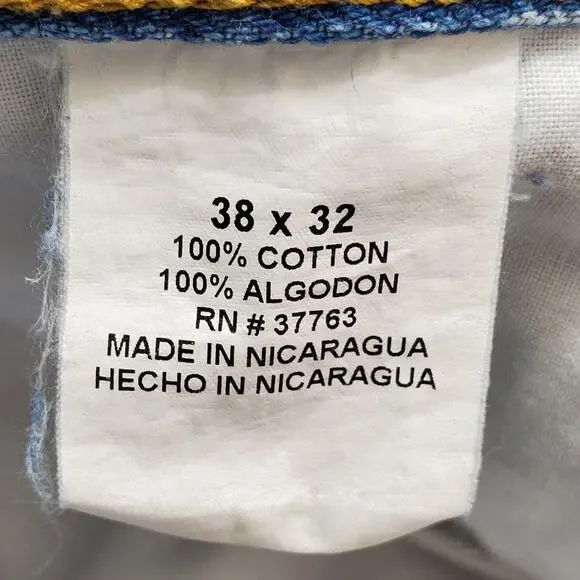 38 x 32
100% COTTON
100% ALGODON
RN # 37763
MADE IN NICARAGUA
HECHO IN NICARAGUA